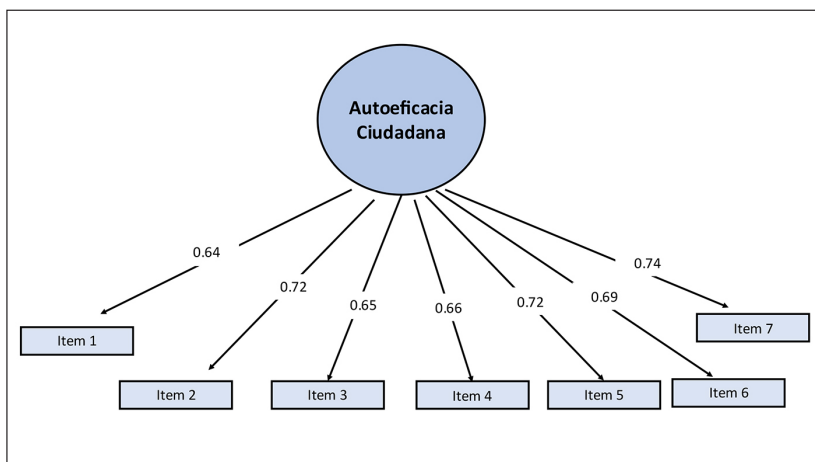 Autoeficacia
Ciudadana
0.64
0.72
0.65
0.66
0.72
0.69
0.74
Item 1
Item 2
Item 3
Item 4
Item 5
Item 6
Item 7